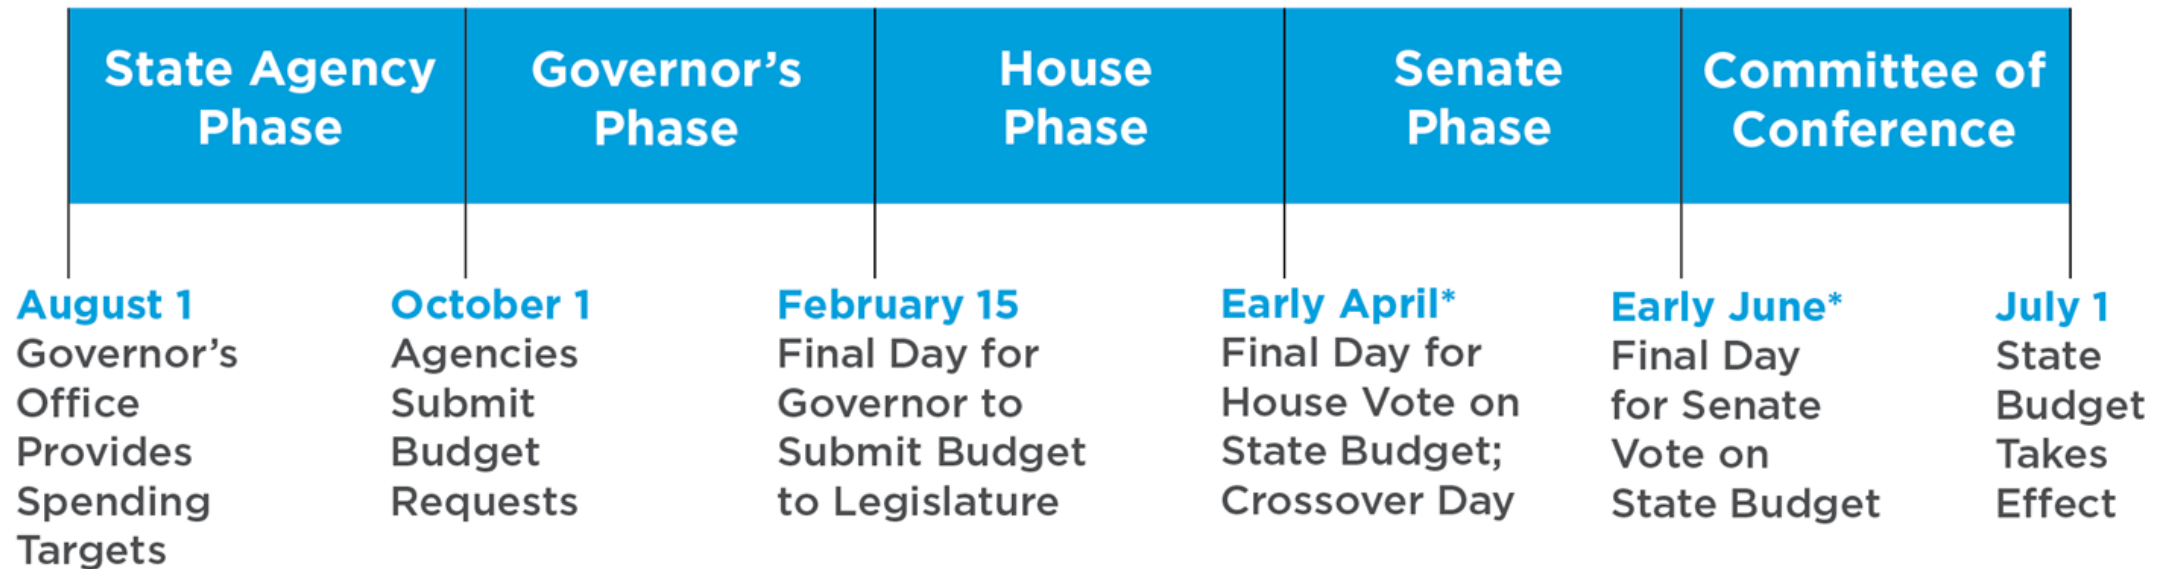 State Agency
Phase
Governor’s
Phase
House
Phase
Senate
Phase
Committee of
Conference
August 1
Governor’s
Office
Provides
Spending
Targets
October 1
Agencies
Submit
Budget
Requests
February 15
Final Day for
Governor to
Submit Budget
to Legislature
Early April*
Final Day for
House Vote on
State Budget;
Crossover Day
Early June*
Final Day
for Senate
Vote on
State Budget
July 1
State
Budget
Takes
Effect